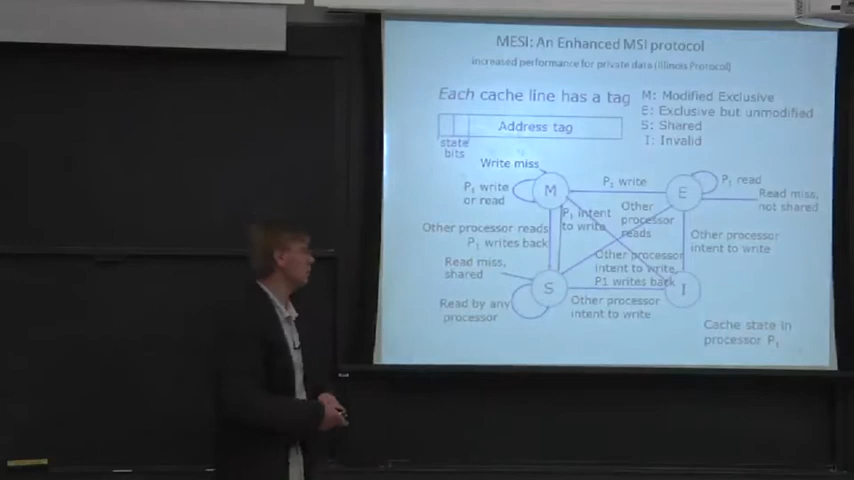 MESI: An Enhanced MSI protocol
increased performance for private data (Illinois Protocol)
Each cache line has a tag
M: Modified Exclusive
E: Exclusive but unmodified
S: Shared
I: Invalid
Address tag
state
bits
Write miss
P1 write
or read
M
P1 write
E
P1 read
Read miss,
not shared
P1 intent
to write
Other
processor
reads
Other processor reads
P1 writes back
Other processor
intent to write
Read miss,
shared
Other processor
intent to write,
P1 writes back
S
I
Read by any
processor
Other processor
intent to write
Cache state in
processor P1